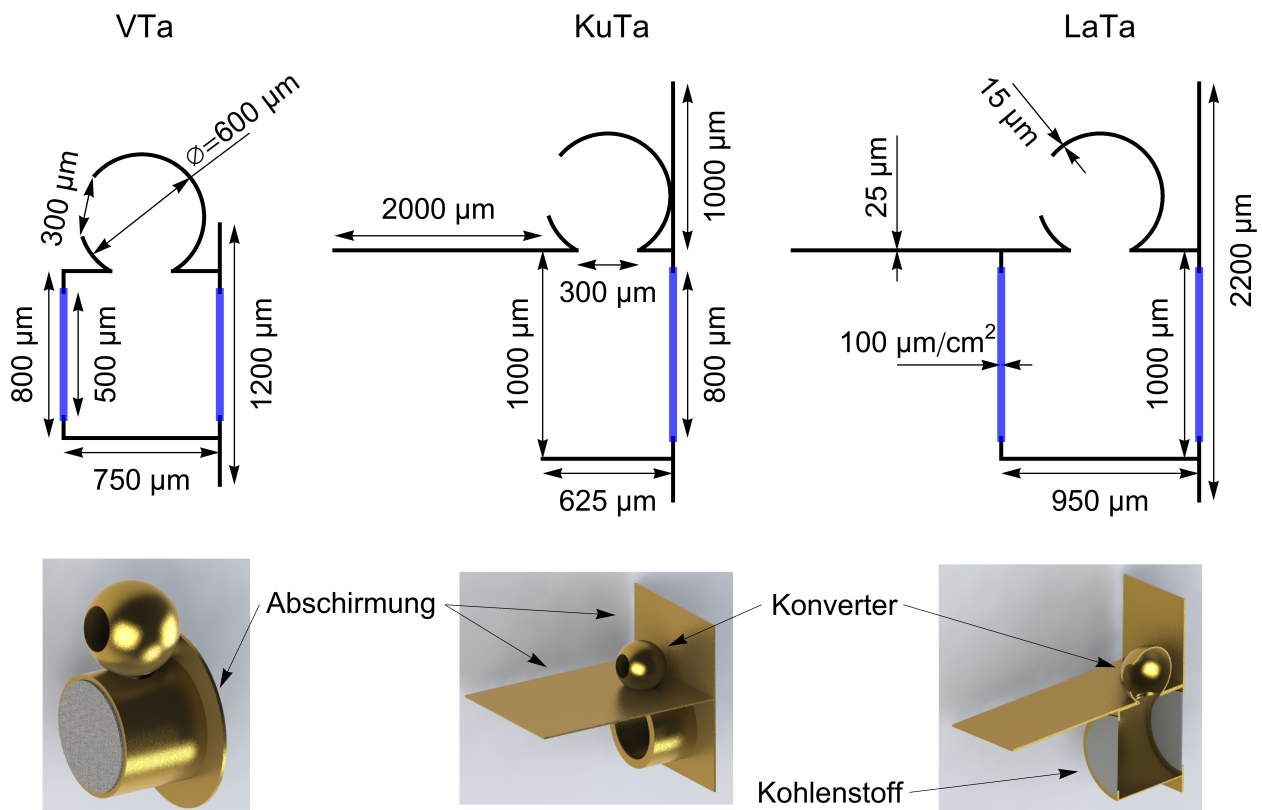 VTa
KuTa
LaTa
ø=600 µm
300 µm
800 µm
500 µm
1200 µm
750 µm
2000 µm
1000 µm
300 µm
1000 µm
800 µm
625 µm
15 µm
25 µm
2200 µm
100 µm/cm²
1000 µm
950 µm
Abschirmung
Konverter
Kohlenstoff